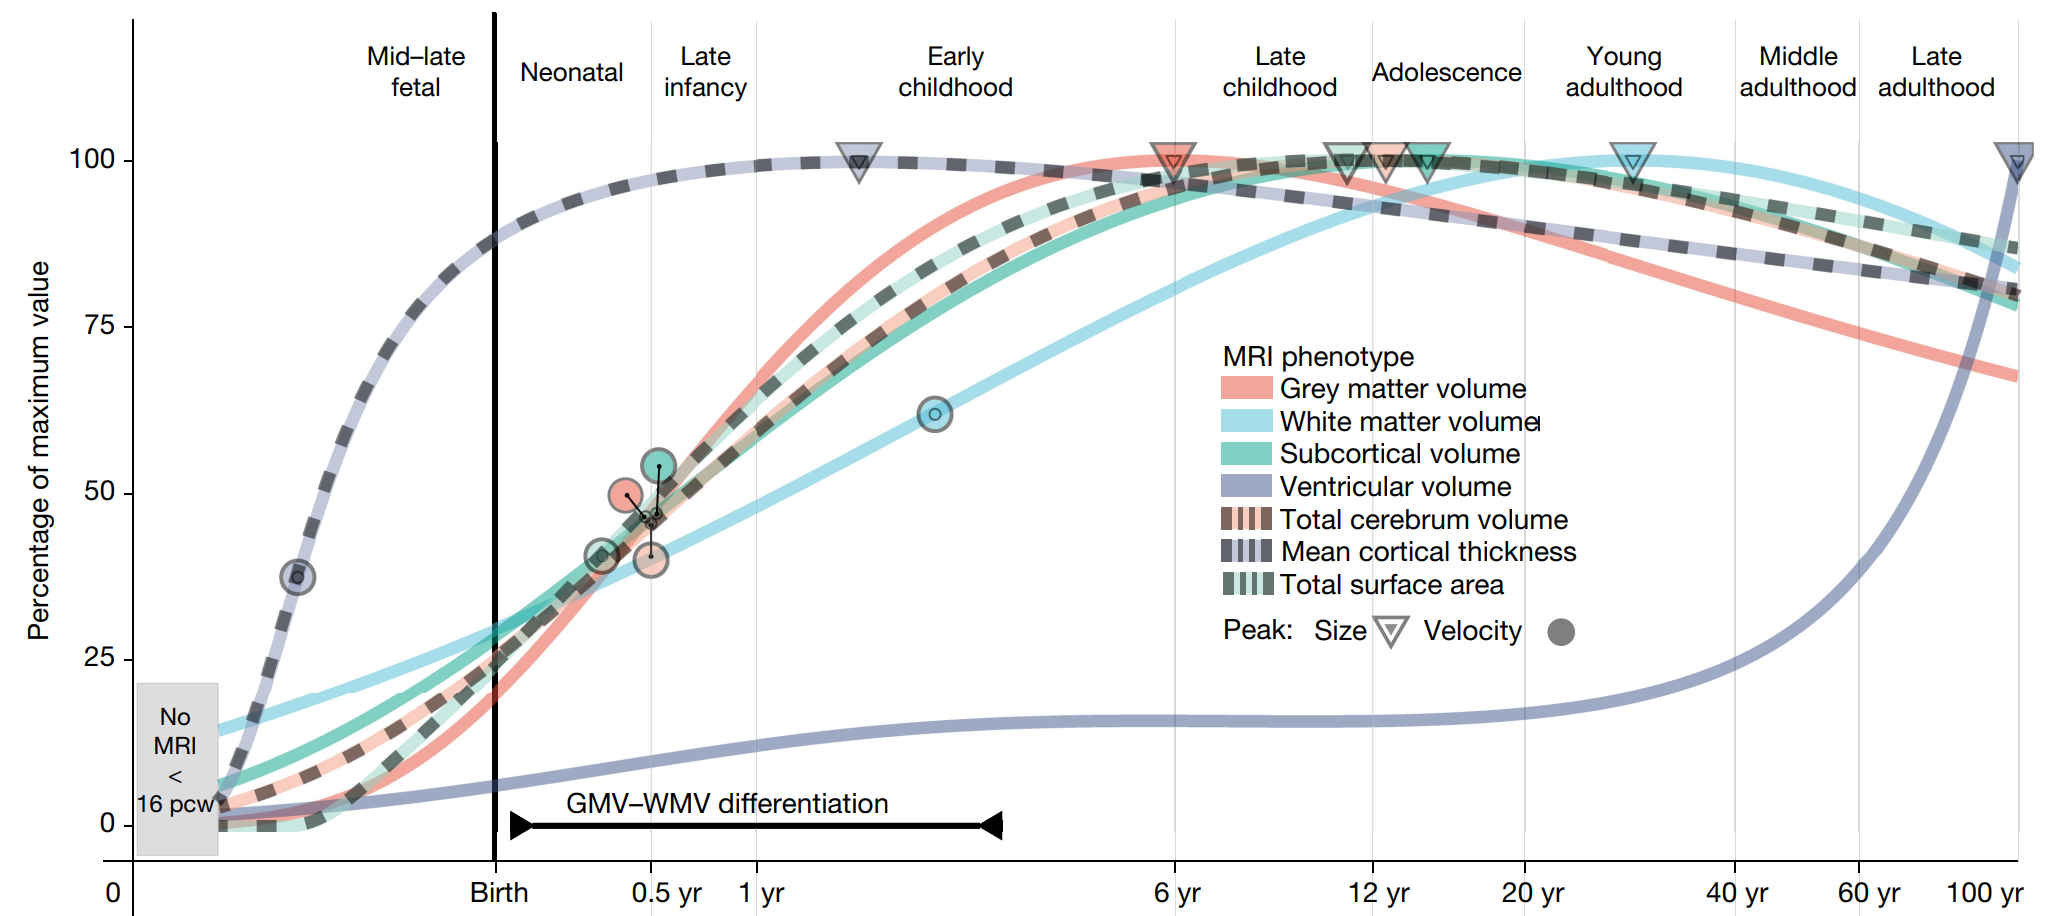 Mid–late
fetal
Neonatal
Late
infancy
Early
childhood
Late
childhood
Adolescence
Young
adulthood
Middle
adulthood
Late
adulthood
Percentage of maximum value
100
75
50
25
0
No
MRI
<
16 pcw
MRI phenotype
Grey matter volume
White matter volume
Subcortical volume
Ventricular volume
Total cerebrum volume
Mean cortical thickness
Total surface area
Peak: Size Velocity
GMV–WMV differentiation
0 Birth 0.5 yr 1 yr 6 yr 12 yr 20 yr 40 yr 60 yr 100 yr